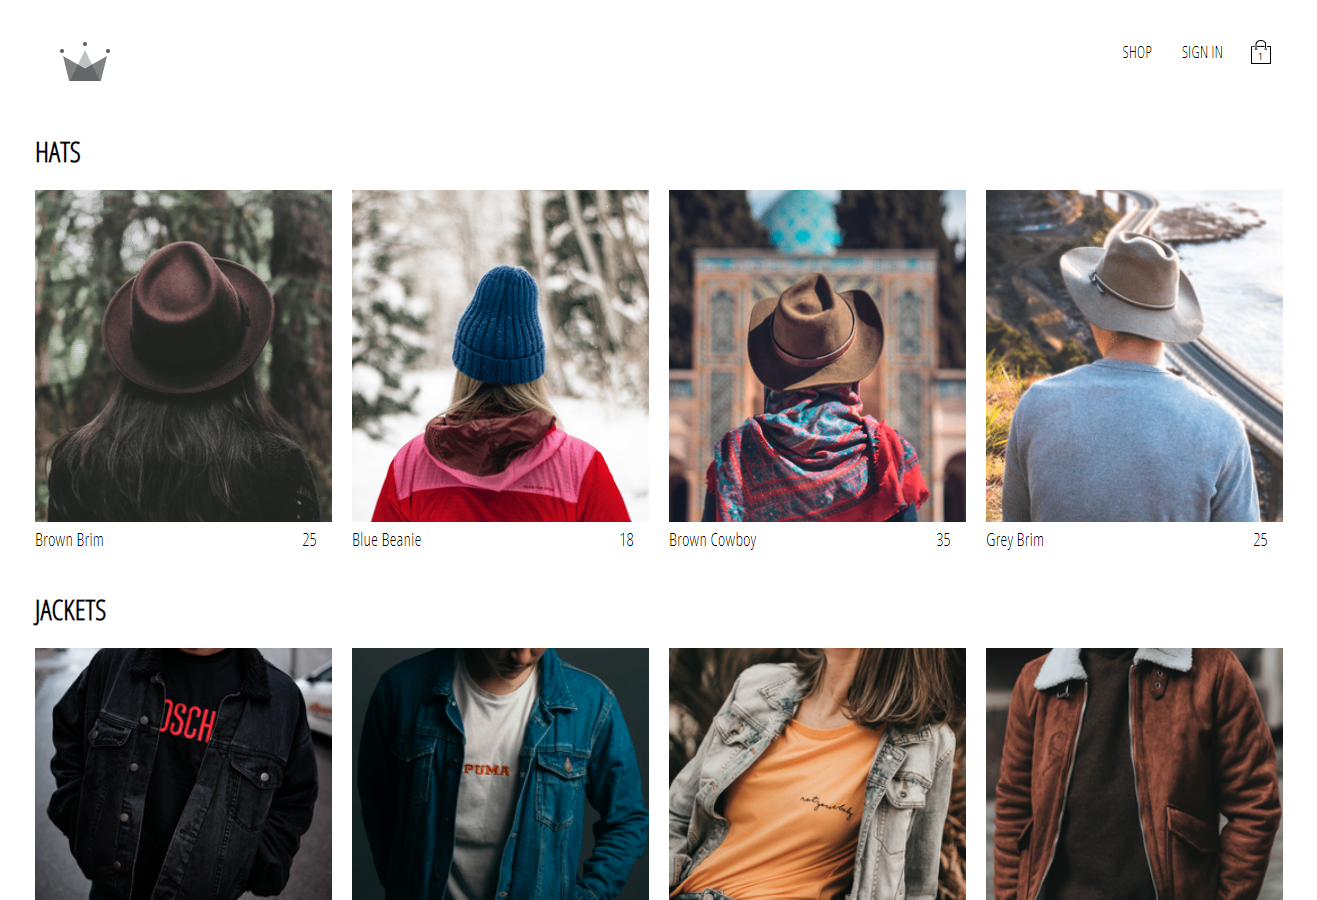 SHOP SIGN IN 1
HATS
Brown Brim 25
Blue Beanie 18
Brown Cowboy 35
Grey Brim 25
JACKETS
OSCH
PUMA
notyourbaby